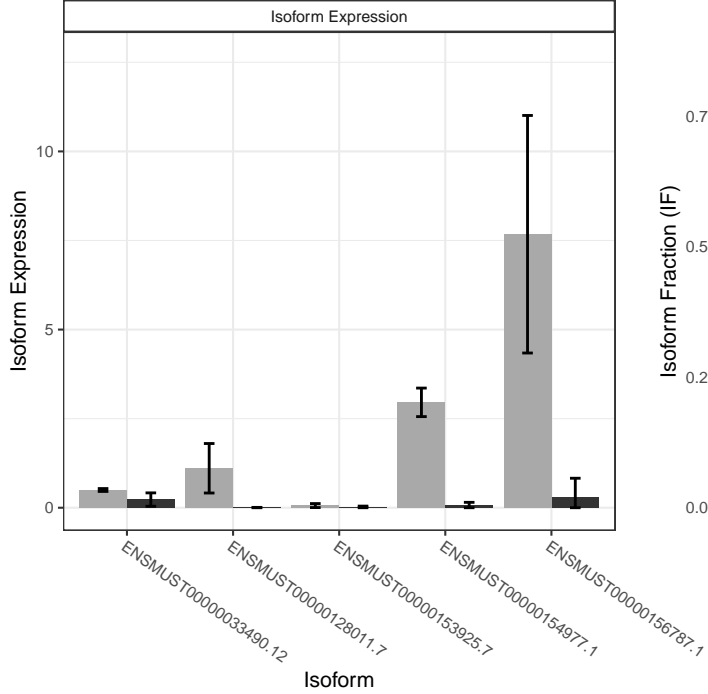 Isoform Expression
Isoform Expression
10
5
0
ENSMUST00000033490.12
ENSMUST00000128011.7
ENSMUST00000153925.7
ENSMUST00000154977.1
ENSMUST00000156787.1
Isoform
Isoform Fraction (IF)
0.7
0.5
0.2
0.0